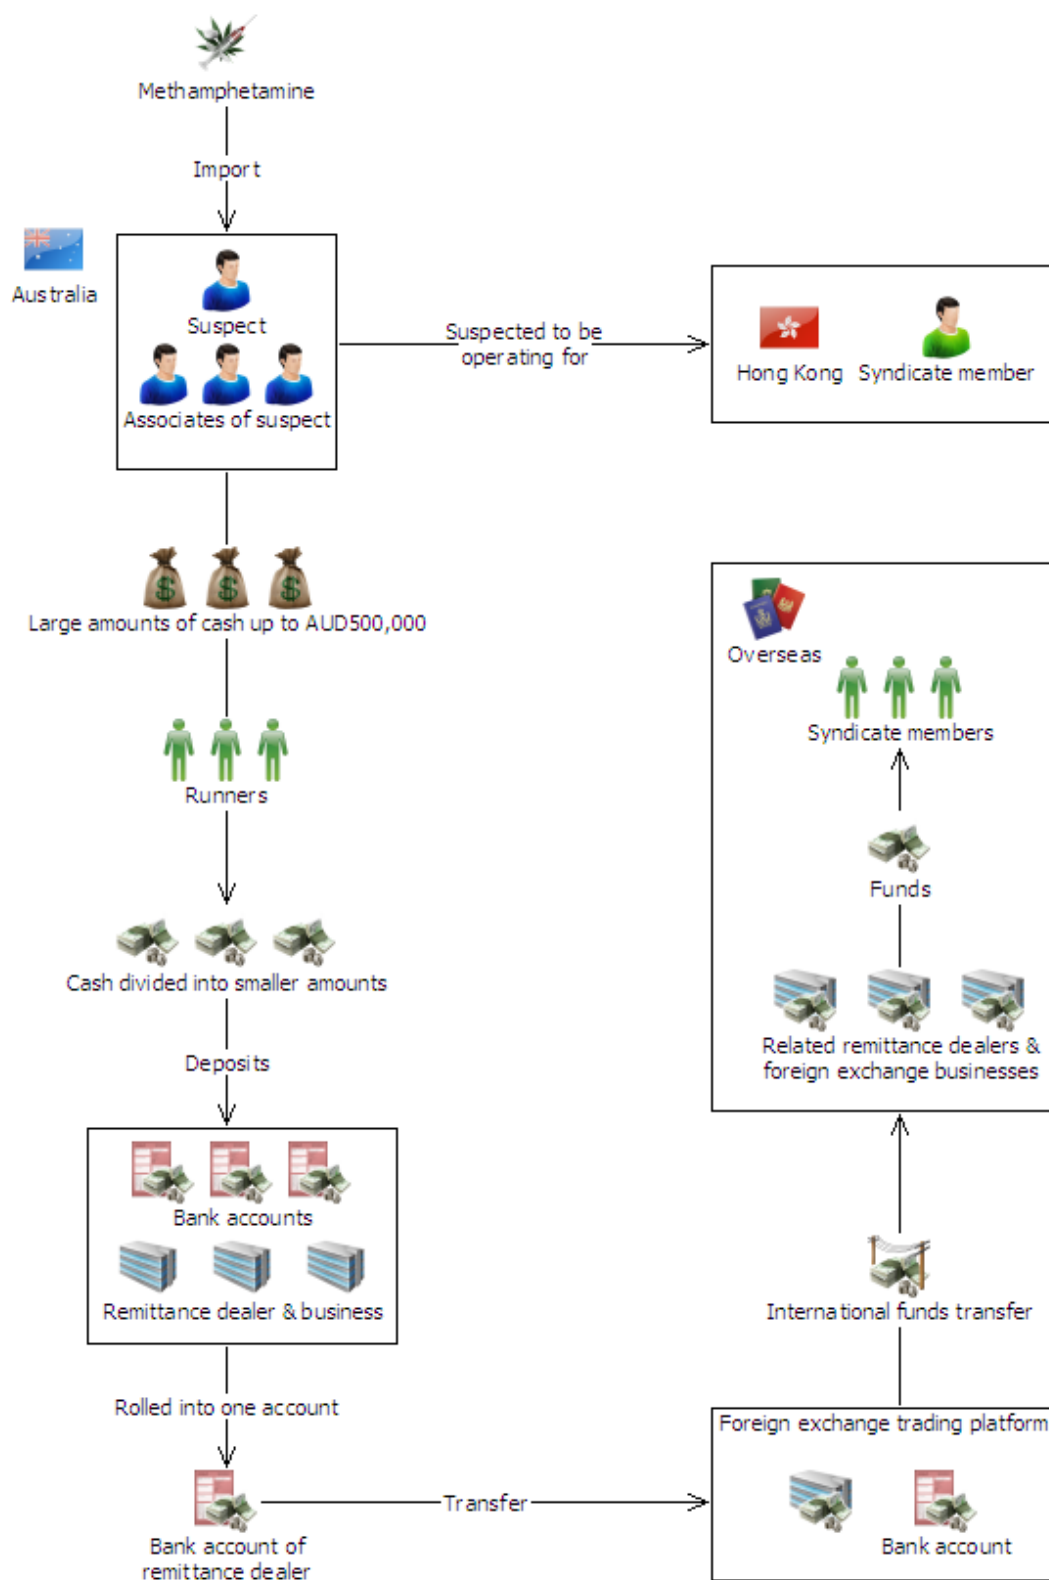 Methamphetamine
Import
Australia
Suspect
Associates of suspect
Suspected to be
operating for
Hong Kong
Syndicate member
Large amounts of cash up to AUD500,000
Runners
Cash divided into smaller amounts
Deposits
Bank accounts
Remittance dealer & business
Rolled into one account
Bank account of
remittance dealer
Transfer
Foreign exchange trading platform
Bank account
International funds transfer
Overseas
Syndicate members
Funds
Related remittance dealers &
foreign exchange businesses